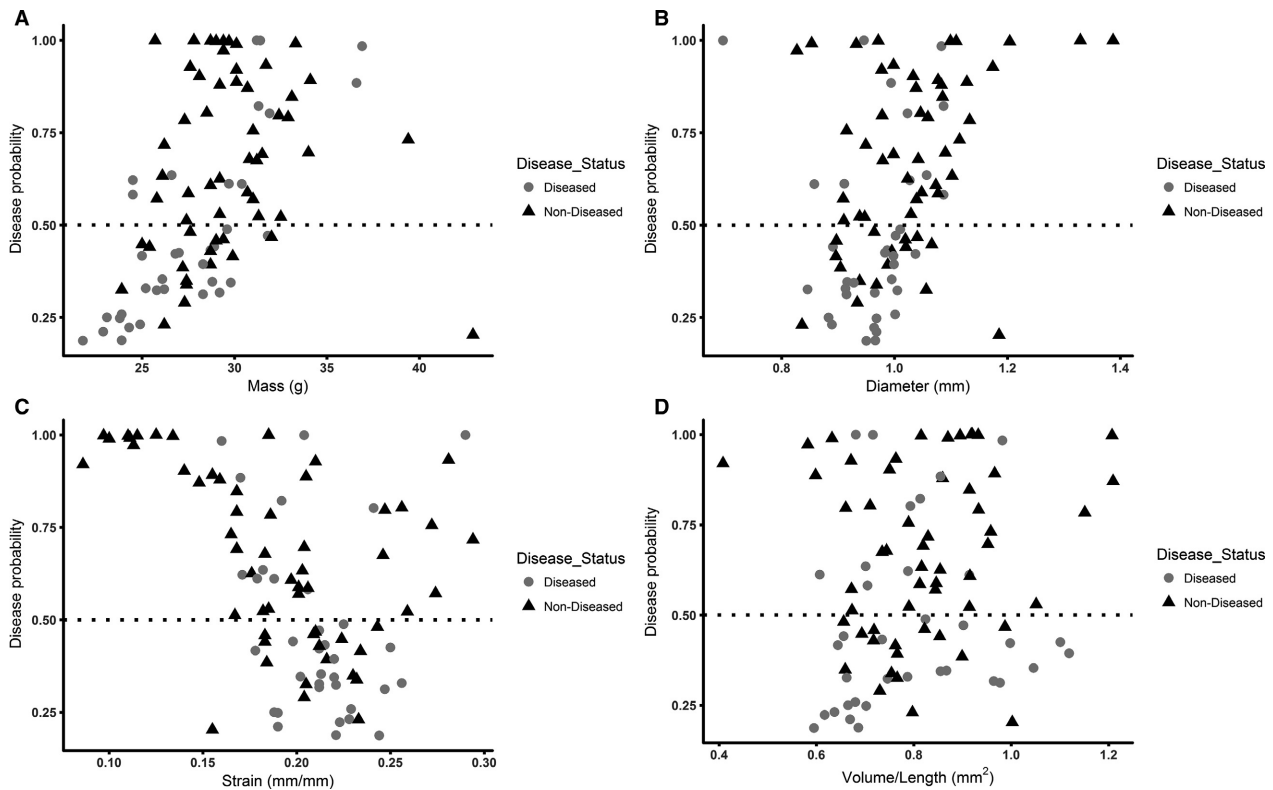 A
Disease probability
1.00
0.75
0.50
0.25
25
30
35
40
Mass (g)
Disease_Status
Diseased
Non-Diseased
B
Disease probability
1.00
0.75
0.50
0.25
0.8
1.0
1.2
1.4
Diameter (mm)
Disease_Status
Diseased
Non-Diseased
C
Disease probability
1.00
0.75
0.50
0.25
0.10
0.15
0.20
0.25
0.30
Strain (mm/mm)
Disease_Status
Diseased
Non-Diseased
D
Disease probability
1.00
0.75
0.50
0.25
0.4
0.6
0.8
1.0
1.2
Volume/Length (mm²)
Disease_Status
Diseased
Non-Diseased